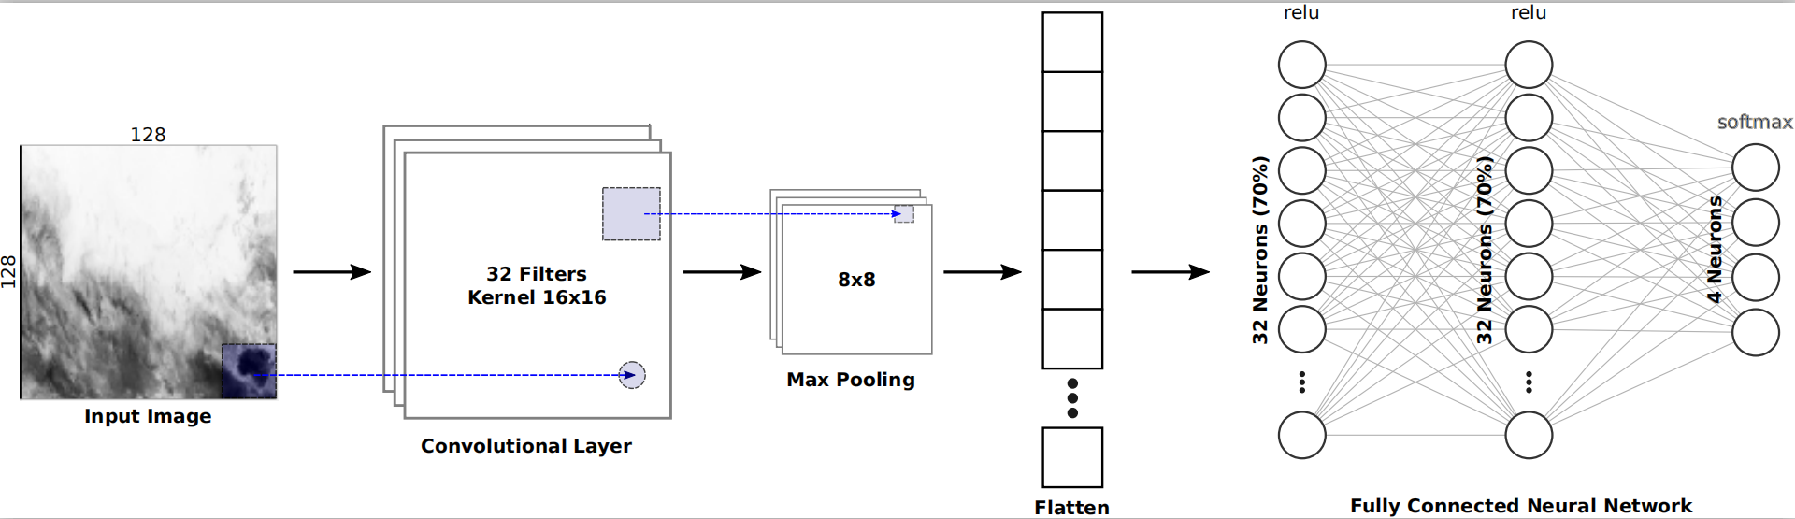 128
128
Input Image
32 Filters
Kernel 16x16
Convolutional Layer
8x8
Max Pooling
Flatten
relu
32 Neurons (70%)
relu
32 Neurons (70%)
softmax
4 Neurons
Fully Connected Neural Network